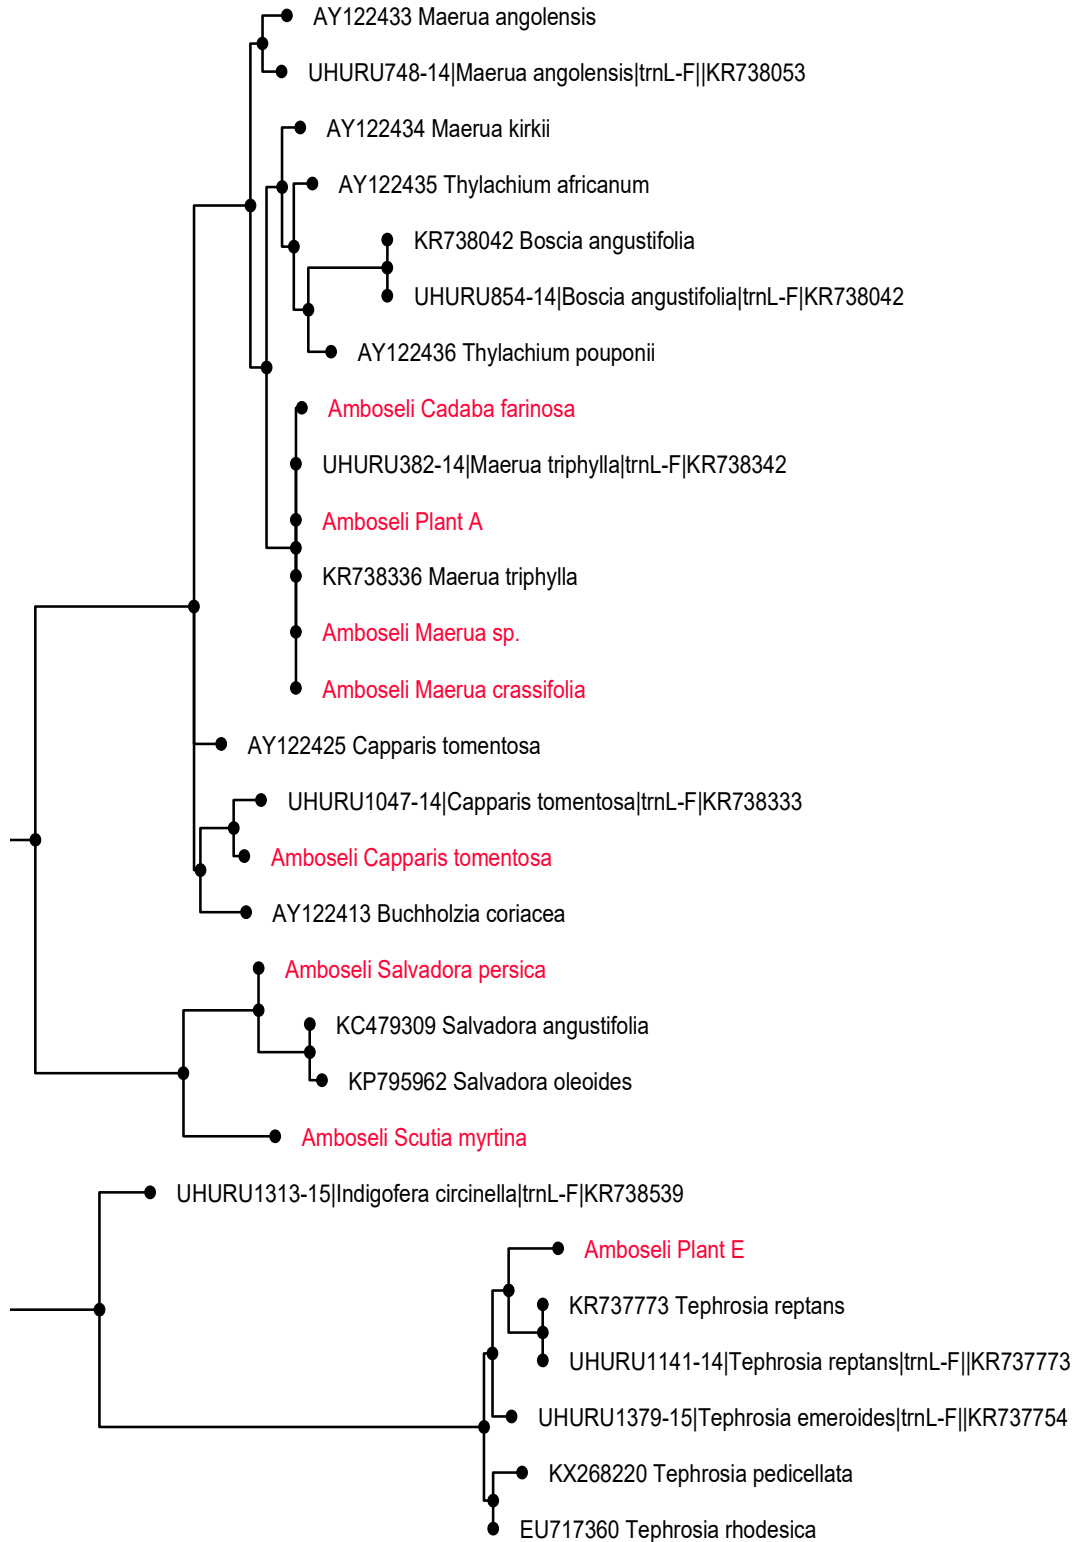 AY122433 Maerua angolensis
UHURU748-14|Maerua angolensis|trnL-F||KR738053
AY122434 Maerua kirkii
AY122435 Thylachium africanum
KR738042 Boscia angustifolia
UHURU854-14|Boscia angustifolia|trnL-F|KR738042
AY122436 Thylachium pouponii
Amboseli Cadaba farinosa
UHURU382-14|Maerua triphylla|trnL-F|KR738342
Amboseli Plant A
KR738336 Maerua triphylla
Amboseli Maerua sp.
Amboseli Maerua crassifolia
AY122425 Capparis tomentosa
UHURU1047-14|Capparis tomentosa|trnL-F|KR738333
Amboseli Capparis tomentosa
AY122413 Buchholzia coriacea
Amboseli Salvadora persica
KC479309 Salvadora angustifolia
KP795962 Salvadora oleoides
Amboseli Scutia myrtina
UHURU1313-15|Indigofera circinella|trnL-F|KR738539
Amboseli Plant E
KR737773 Tephrosia reptans
UHURU1141-14|Tephrosia reptans|trnL-F||KR737773
UHURU1379-15|Tephrosia emeroides|trnL-F||KR737754
KX268220 Tephrosia pedicellata
EU717360 Tephrosia rhodesica